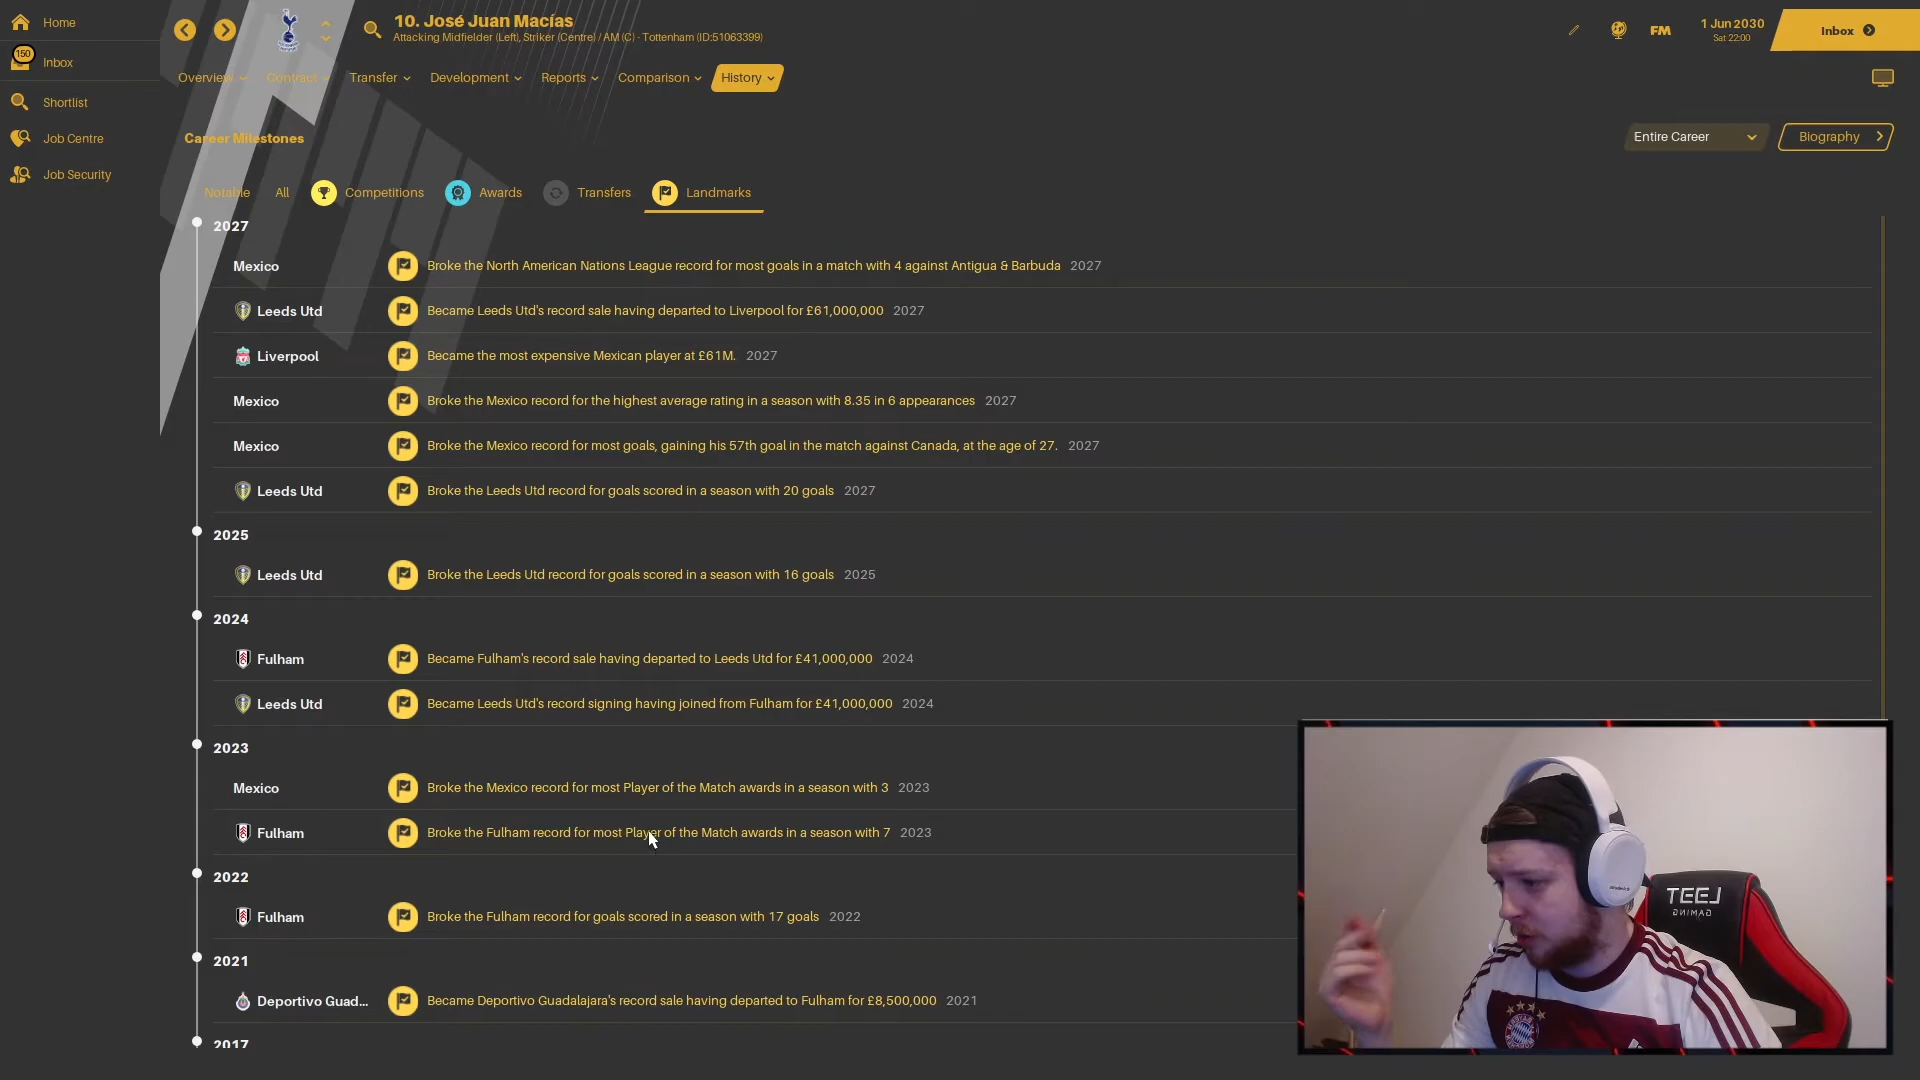 Home
150
Inbox
Shortlist
Job Centre
Job Security
10. José Juan Macías
Attacking Midfielder (Left), Striker (Centre) / AM (C) - Tottenham (ID:51063399)
FM
1 Jun 2030
Sat 22:00
Inbox
Overview
Contract
Transfer
Development
Reports
Comparison
History
Career Milestones
Entire Career
Biography
Notable
All
Competitions
Awards
Transfers
Landmarks
2027
Mexico Broke the North American Nations League record for most goals in a match with 4 against Antigua & Barbuda 2027
Leeds Utd Became Leeds Utd's record sale having departed to Liverpool for £61,000,000 2027
Liverpool Became the most expensive Mexican player at £61M. 2027
Mexico Broke the Mexico record for the highest average rating in a season with 8.35 in 6 appearances 2027
Mexico Broke the Mexico record for most goals, gaining his 57th goal in the match against Canada, at the age of 27. 2027
Leeds Utd Broke the Leeds Utd record for goals scored in a season with 20 goals 2027
2025
Leeds Utd Broke the Leeds Utd record for goals scored in a season with 16 goals 2025
2024
Fulham Became Fulham's record sale having departed to Leeds Utd for £41,000,000 2024
Leeds Utd Became Leeds Utd's record signing having joined from Fulham for £41,000,000 2024
2023
Mexico Broke the Mexico record for most Player of the Match awards in a season with 3 2023
Fulham Broke the Fulham record for most Player of the Match awards in a season with 7 2023
2022
Fulham Broke the Fulham record for goals scored in a season with 17 goals 2022
2021
Deportivo Guad... Became Deportivo Guadalajara's record sale having departed to Fulham for £8,500,000 2021
2017